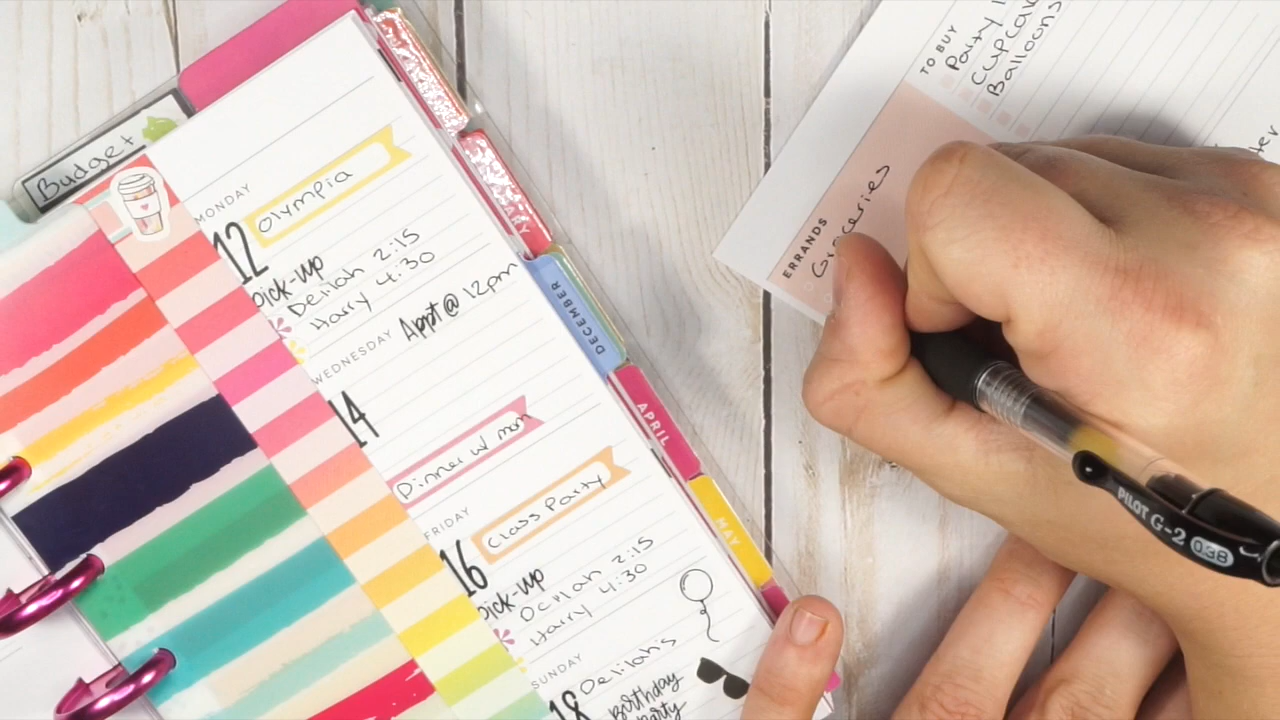 Budget
MONDAY
12
Olympia
pick-up
Delilah 2:15
Harry 4:30
WEDNESDAY
Appt @ 12pm
14
Dinner w/ mom
FRIDAY
16
Class Party
pick-up
Delilah 2:15
Harry 4:30
SUNDAY
18
Delilah's
Birthday
Party
DECEMBER
APRIL
MAY
TO BUY
Party
Cupcak
Balloons
ERRANDS
Groceries
PILOT G-2 0.38